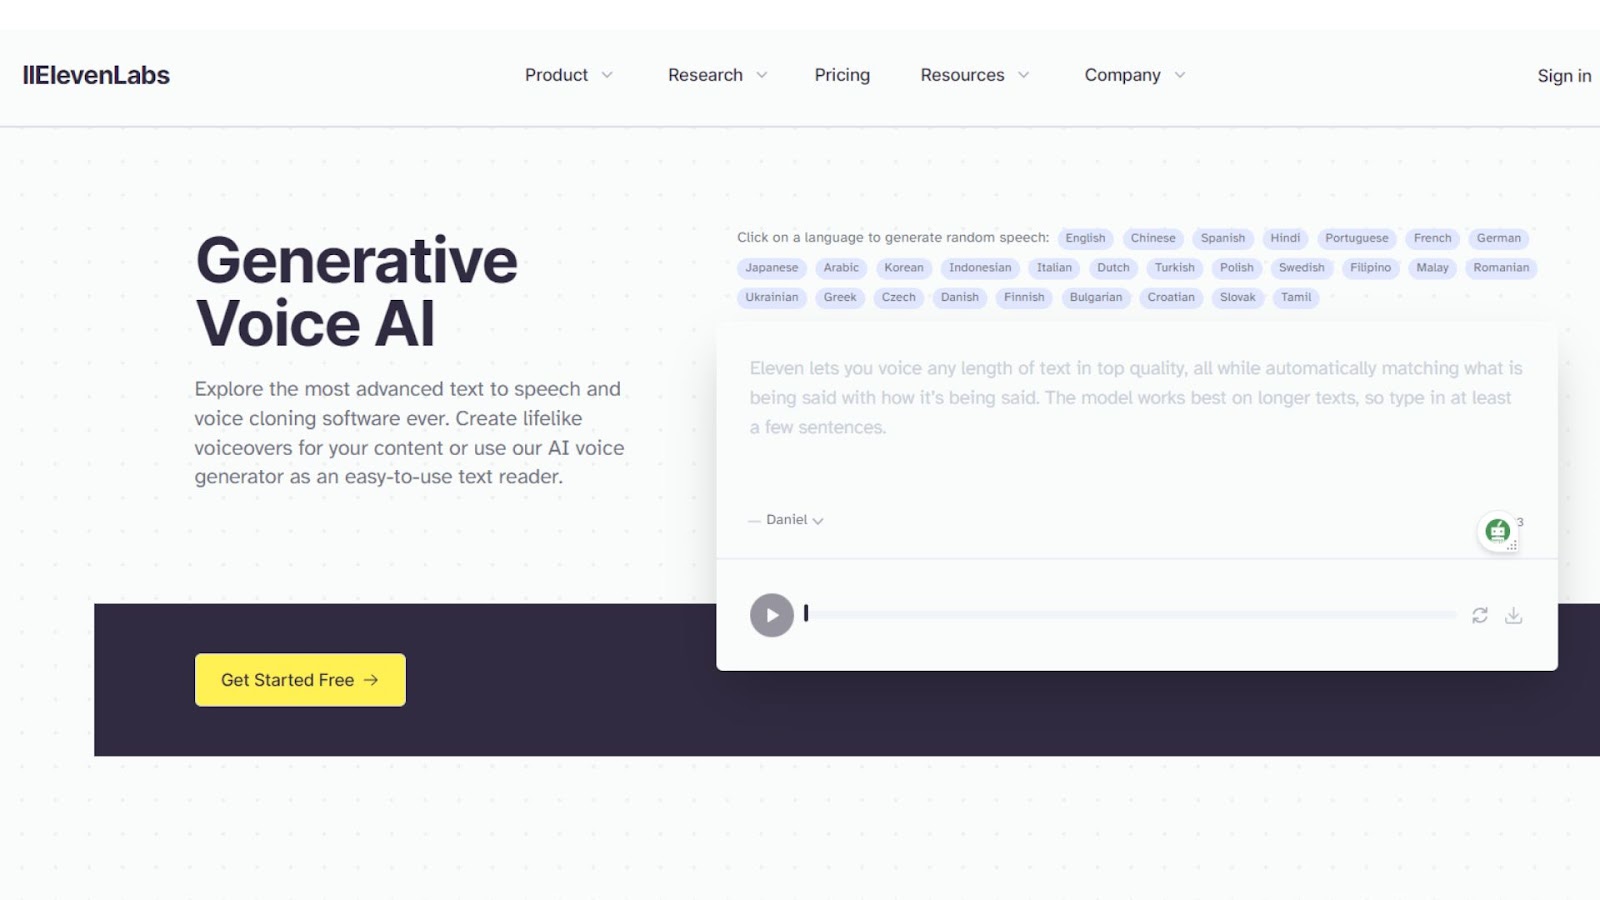 IIElevenLabs
Product
Research
Pricing
Resources
Company
Sign in
Generative
Voice AI
Explore the most advanced text to speech and
voice cloning software ever. Create lifelike
voiceovers for your content or use our AI voice
generator as an easy-to-use text reader.
Get Started Free →
Click on a language to generate random speech: English Chinese Spanish Hindi Portuguese French German
Japanese Arabic Korean Indonesian Italian Dutch Turkish Polish Swedish Filipino Malay Romanian
Ukrainian Greek Czech Danish Finnish Bulgarian Croatian Slovak Tamil
Eleven lets you voice any length of text in top quality, all while automatically matching what is
being said with how it's being said. The model works best on longer texts, so type in at least
a few sentences.
— Daniel